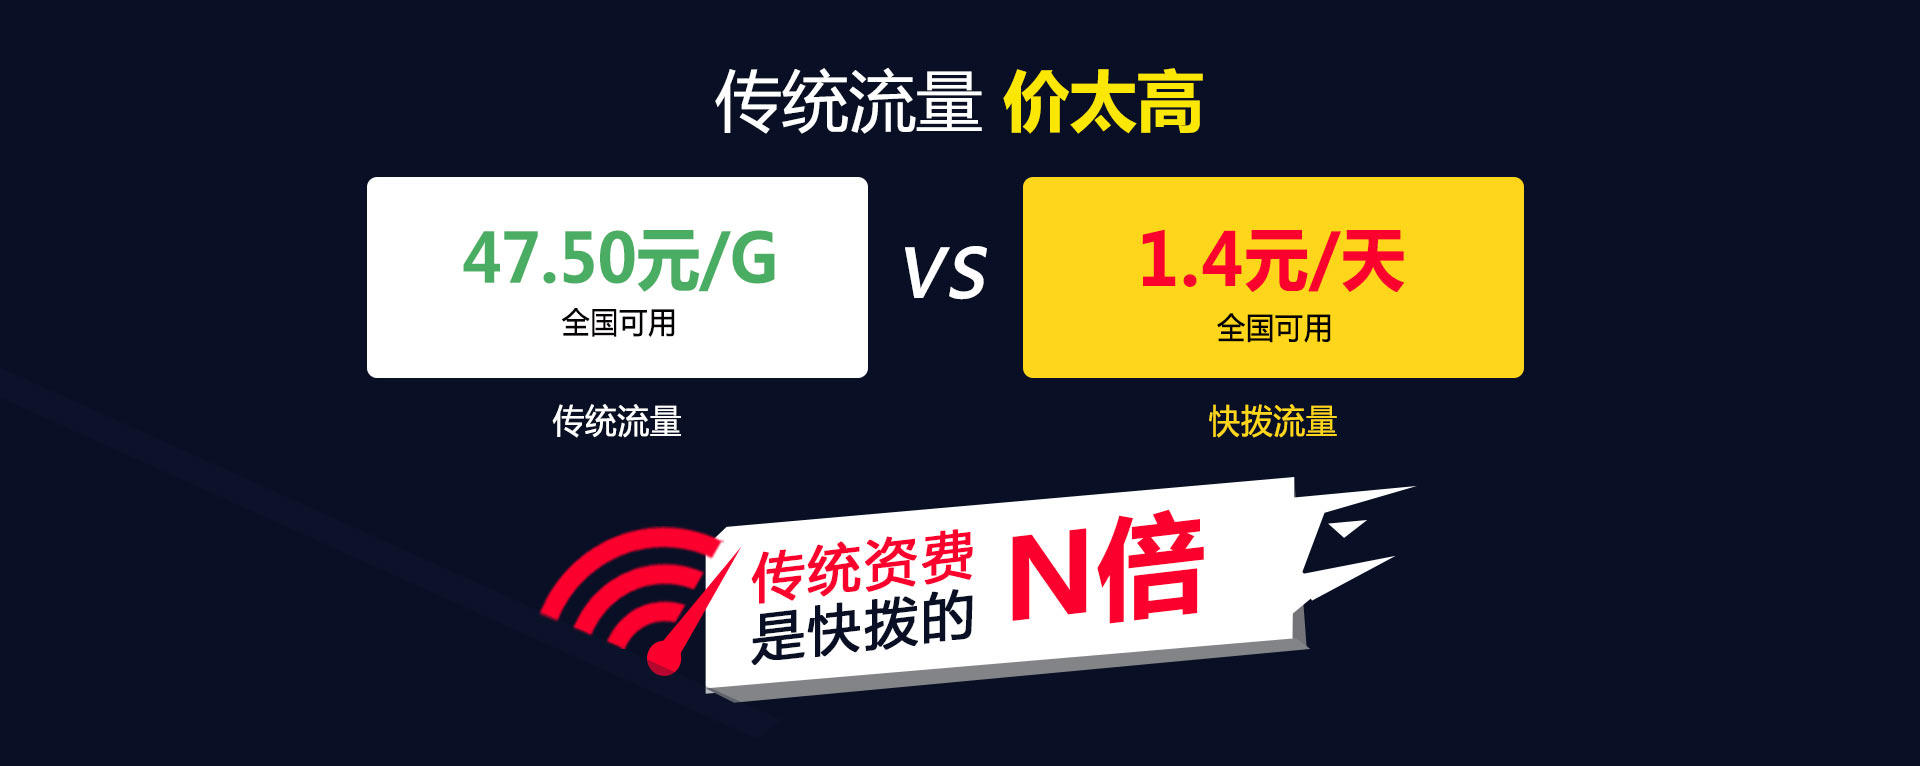 传统流量 价太高
47.50元/G
全国可用
传统流量
VS
1.4元/天
全国可用
快拨流量
传统资费
是快拨的
N倍